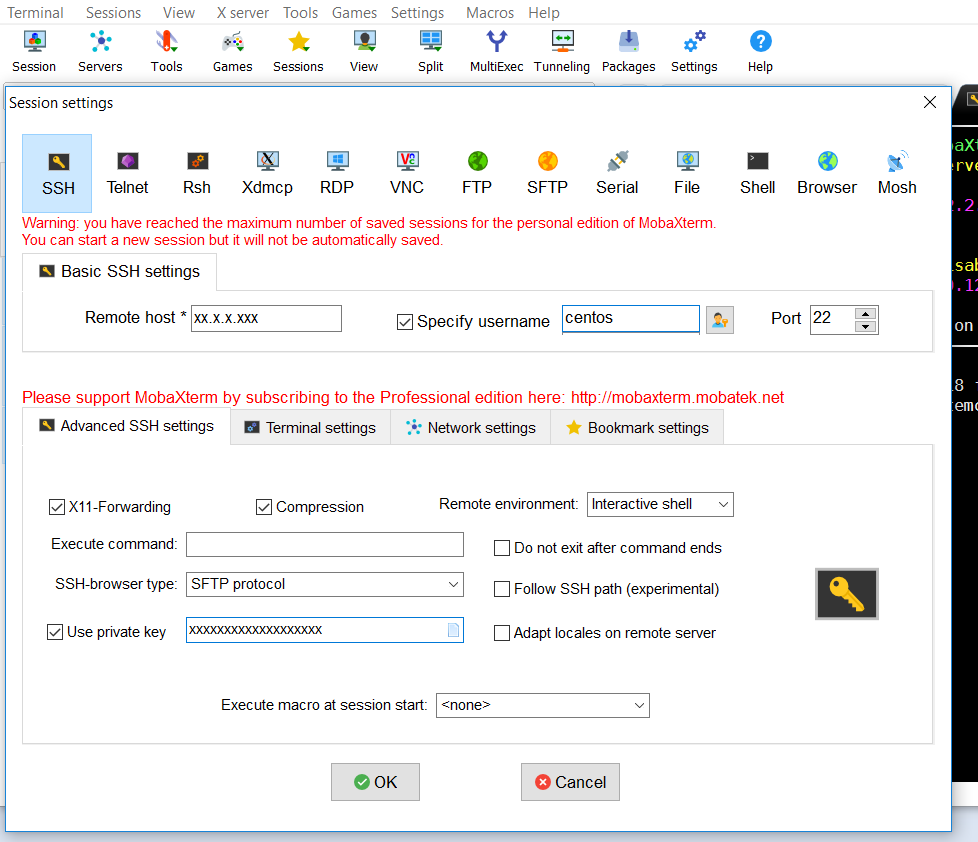 Terminal Sessions View X server Tools Games Settings Macros Help
Session Servers Tools Games Sessions View Split MultiExec Tunneling Packages Settings Help
Session settings
SSH Telnet Rsh Xdmcp RDP VNC FTP SFTP Serial File Shell Browser Mosh
Warning: you have reached the maximum number of saved sessions for the personal edition of MobaXterm.
You can start a new session but it will not be automatically saved.
Basic SSH settings
Remote host * xx.x.x.xxx Specify username centos Port 22
Please support MobaXterm by subscribing to the Professional edition here: http://mobaxterm.mobatek.net
Advanced SSH settings Terminal settings Network settings Bookmark settings
X11-Forwarding Compression Remote environment: Interactive shell
Execute command: Do not exit after command ends
SSH-browser type: SFTP protocol Follow SSH path (experimental)
Use private key xxxxxxxxxxxxxxxxxxx Adapt locales on remote server
Execute macro at session start: <none>
OK Cancel